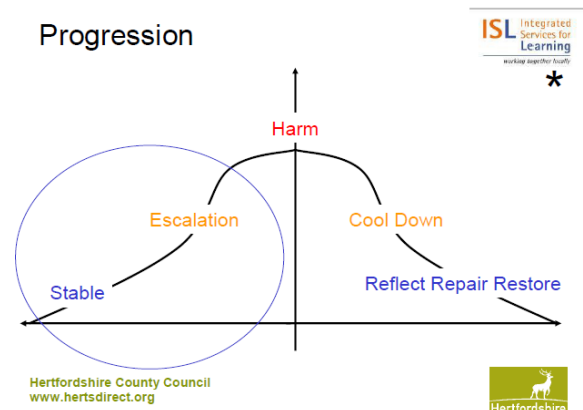 Progression
ISL Integrated
Services for
Learning
working together locally
*
Harm
Escalation
Cool Down
Stable
Reflect Repair Restore
Hertfordshire County Council
www.hertsdirect.org
Hertfordshire